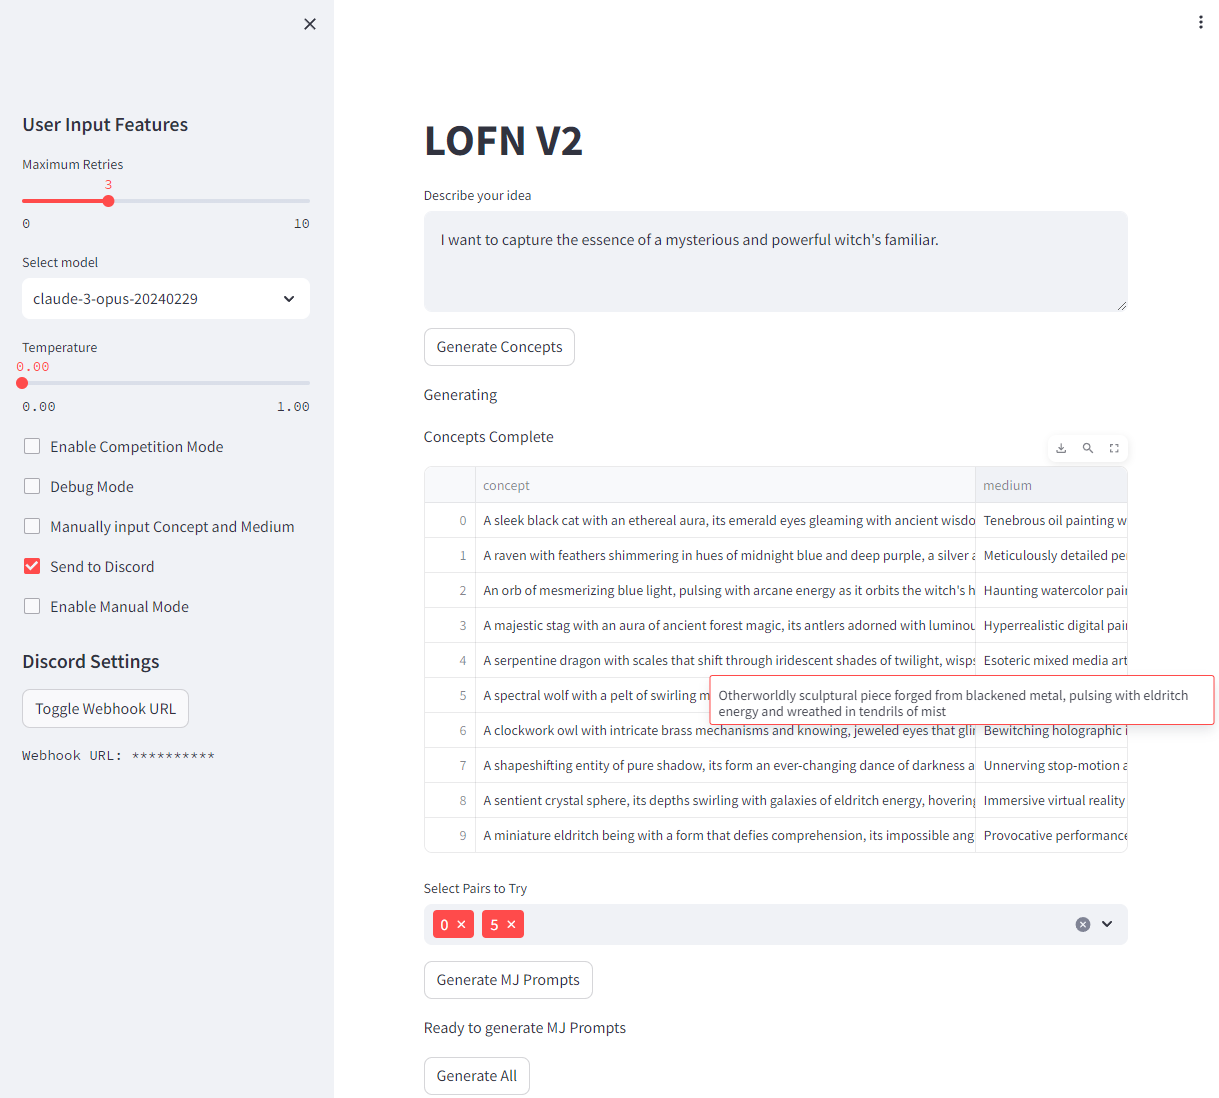 User Input Features
Maximum Retries
3
0 10
Select model
claude-3-opus-20240229
Temperature
0.00
0.00 1.00
Enable Competition Mode
Debug Mode
Manually input Concept and Medium
Send to Discord
Enable Manual Mode
Discord Settings
Toggle Webhook URL
Webhook URL: **********
LOFN V2
Describe your idea
I want to capture the essence of a mysterious and powerful witch's familiar.
Generate Concepts
Generating
Concepts Complete
concept medium
0 A sleek black cat with an ethereal aura, its emerald eyes gleaming with ancient wisdo Tenebrous oil painting w
1 A raven with feathers shimmering in hues of midnight blue and deep purple, a silver a Meticulously detailed pe
2 An orb of mesmerizing blue light, pulsing with arcane energy as it orbits the witch's h Haunting watercolor pai
3 A majestic stag with an aura of ancient forest magic, its antlers adorned with luminou Hyperrealistic digital pai
4 A serpentine dragon with scales that shift through iridescent shades of twilight, wisps Esoteric mixed media art
5 A spectral wolf with a pelt of swirling m
Otherworldly sculptural piece forged from blackened metal, pulsing with eldritch
energy and wreathed in tendrils of mist
6 A clockwork owl with intricate brass mechanisms and knowing, jeweled eyes that gli Bewitching holographic
7 A shapeshifting entity of pure shadow, its form an ever-changing dance of darkness a Unnerving stop-motion a
8 A sentient crystal sphere, its depths swirling with galaxies of eldritch energy, hovering Immersive virtual reality
9 A miniature eldritch being with a form that defies comprehension, its impossible ang Provocative performance
Select Pairs to Try
0 5
Generate MJ Prompts
Ready to generate MJ Prompts
Generate All